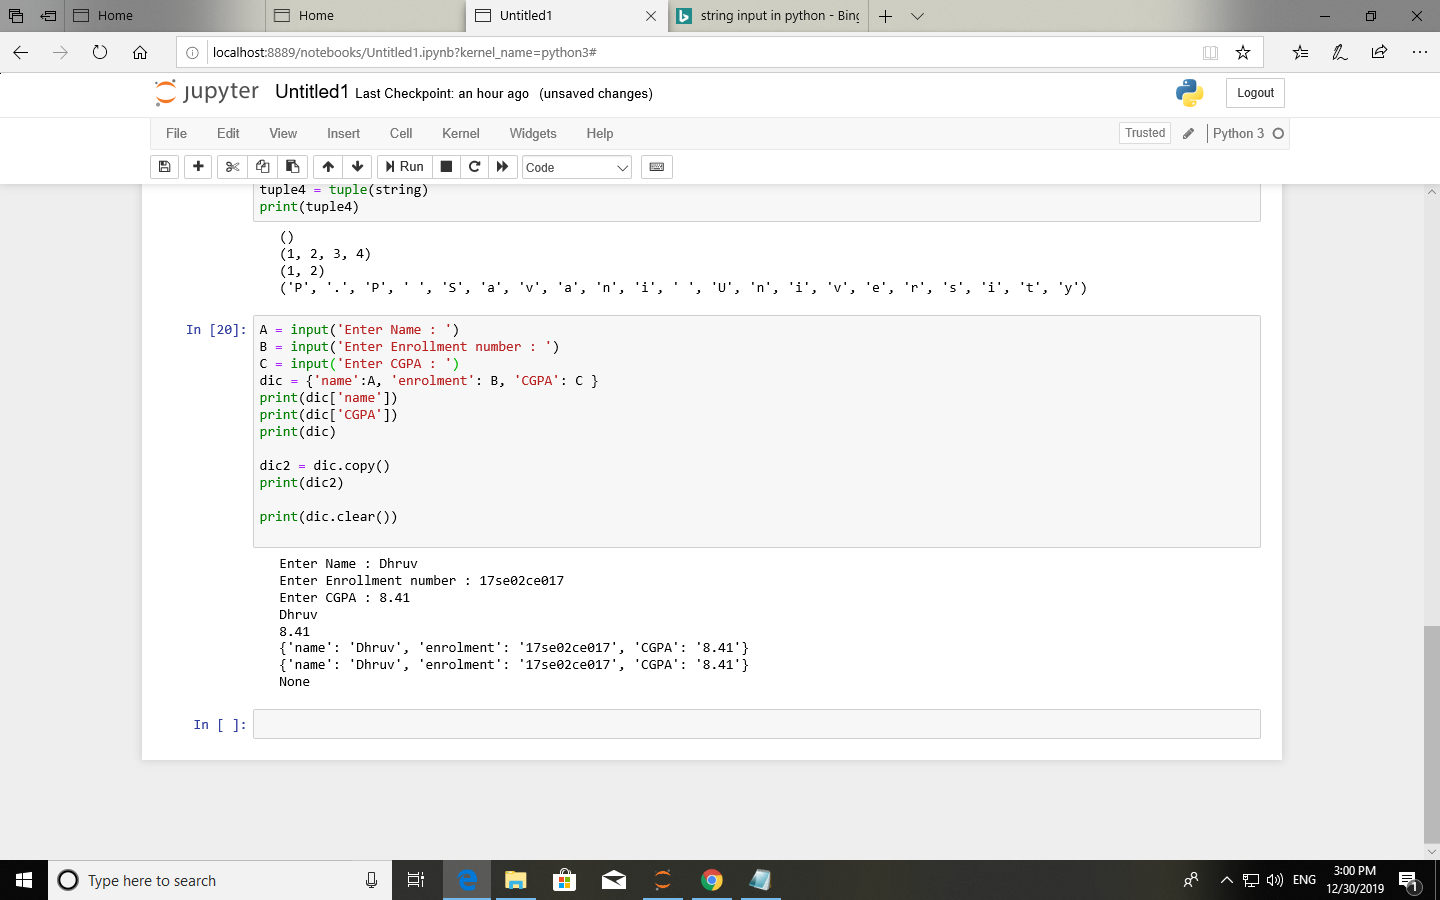 Home
Home
Untitled1
string input in python - Bing
localhost:8889/notebooks/Untitled1.ipynb?kernel_name=python3#
jupyter Untitled1 Last Checkpoint: an hour ago (unsaved changes)
Logout
File Edit View Insert Cell Kernel Widgets Help
Trusted
Python 3
Run
Code
tuple4 = tuple(string)
print(tuple4)
()
(1, 2, 3, 4)
(1, 2)
('P', '.', 'P', ' ', 'S', 'a', 'v', 'a', 'n', 'i', ' ', 'U', 'n', 'i', 'v', 'e', 'r', 's', 'i', 't', 'y')
In [20]:
A = input('Enter Name : ')
B = input('Enter Enrollment number : ')
C = input('Enter CGPA : ')
dic = {'name':A, 'enrolment': B, 'CGPA': C }
print(dic['name'])
print(dic['CGPA'])
print(dic)
dic2 = dic.copy()
print(dic2)
print(dic.clear())
Enter Name : Dhruv
Enter Enrollment number : 17se02ce017
Enter CGPA : 8.41
Dhruv
8.41
{'name': 'Dhruv', 'enrolment': '17se02ce017', 'CGPA': '8.41'}
{'name': 'Dhruv', 'enrolment': '17se02ce017', 'CGPA': '8.41'}
None
In [ ]:
Type here to search
ENG
3:00 PM
12/30/2019
1